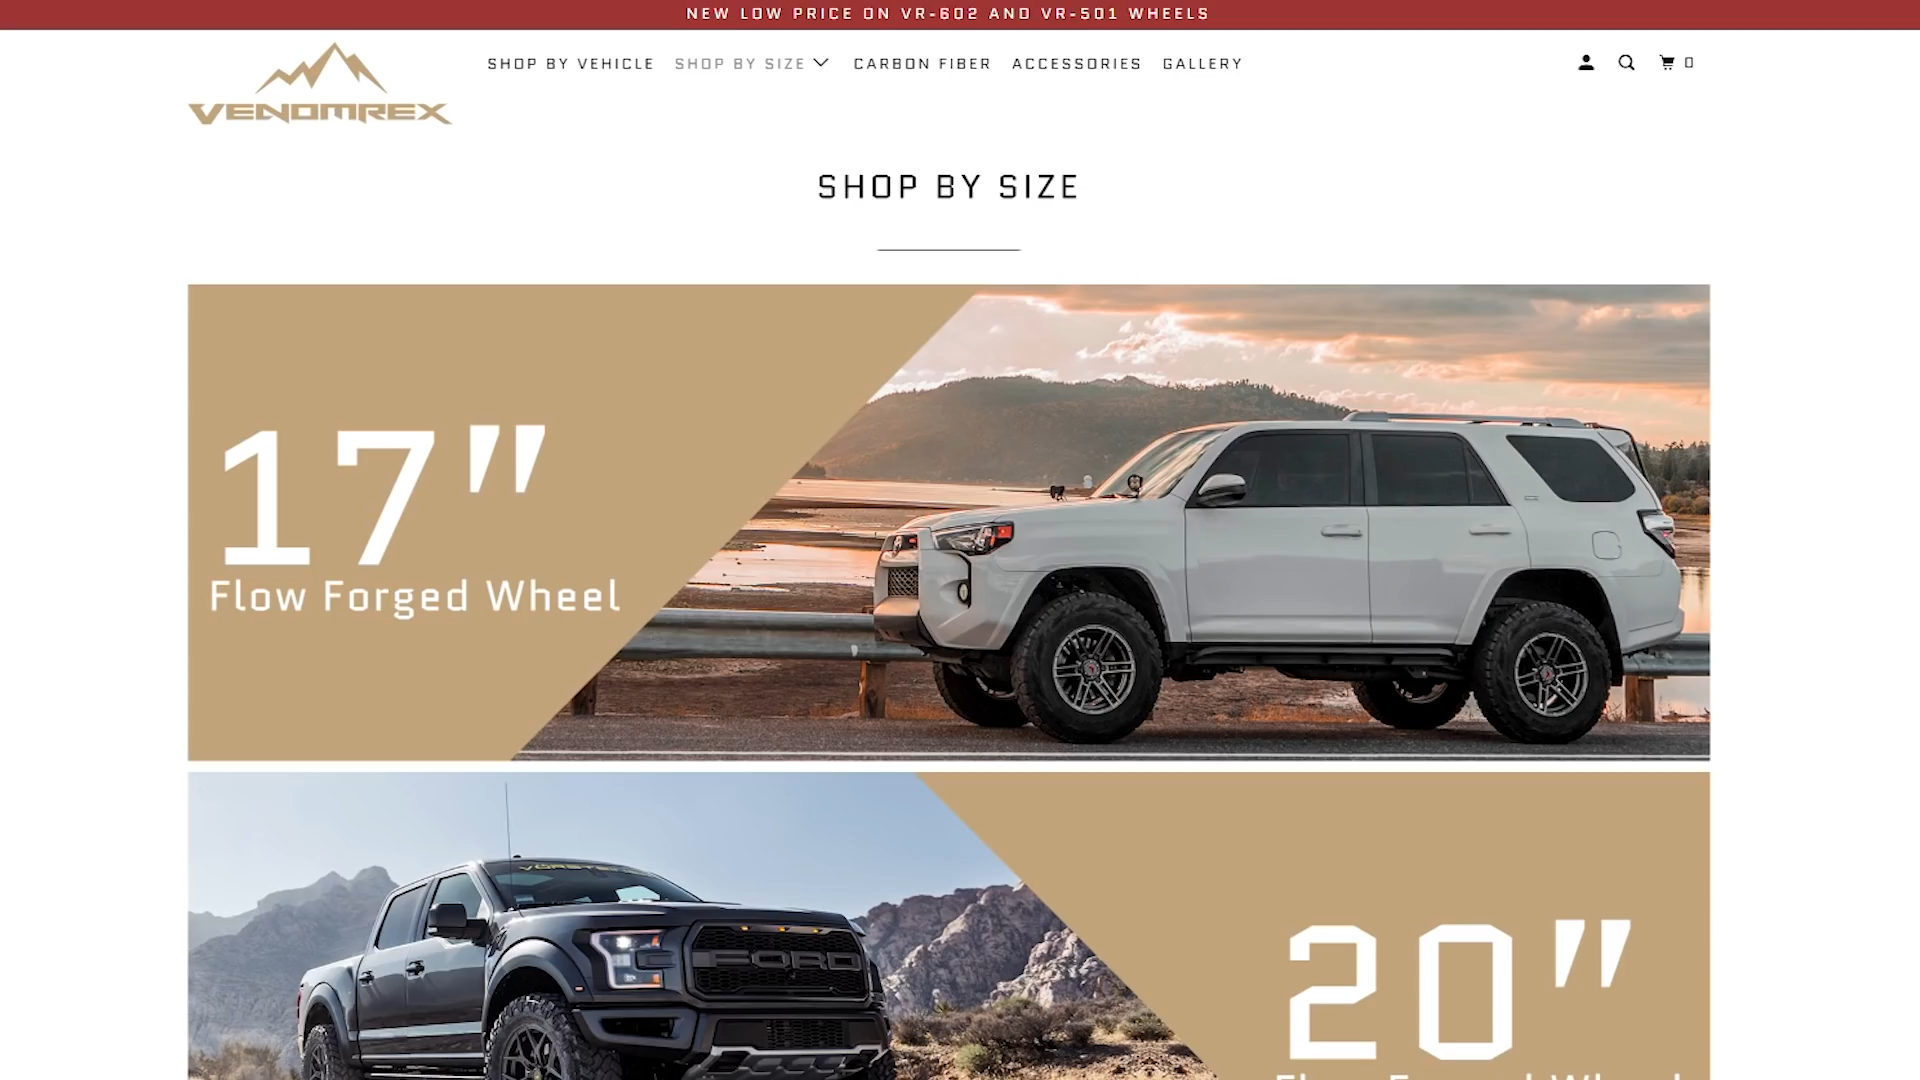 NEW LOW PRICE ON VR-602 AND VR-501 WHEELS
VENOMREX
SHOP BY VEHICLE
SHOP BY SIZE
CARBON FIBER
ACCESSORIES
GALLERY
0
SHOP BY SIZE
17"
Flow Forged Wheel
FORD
20"